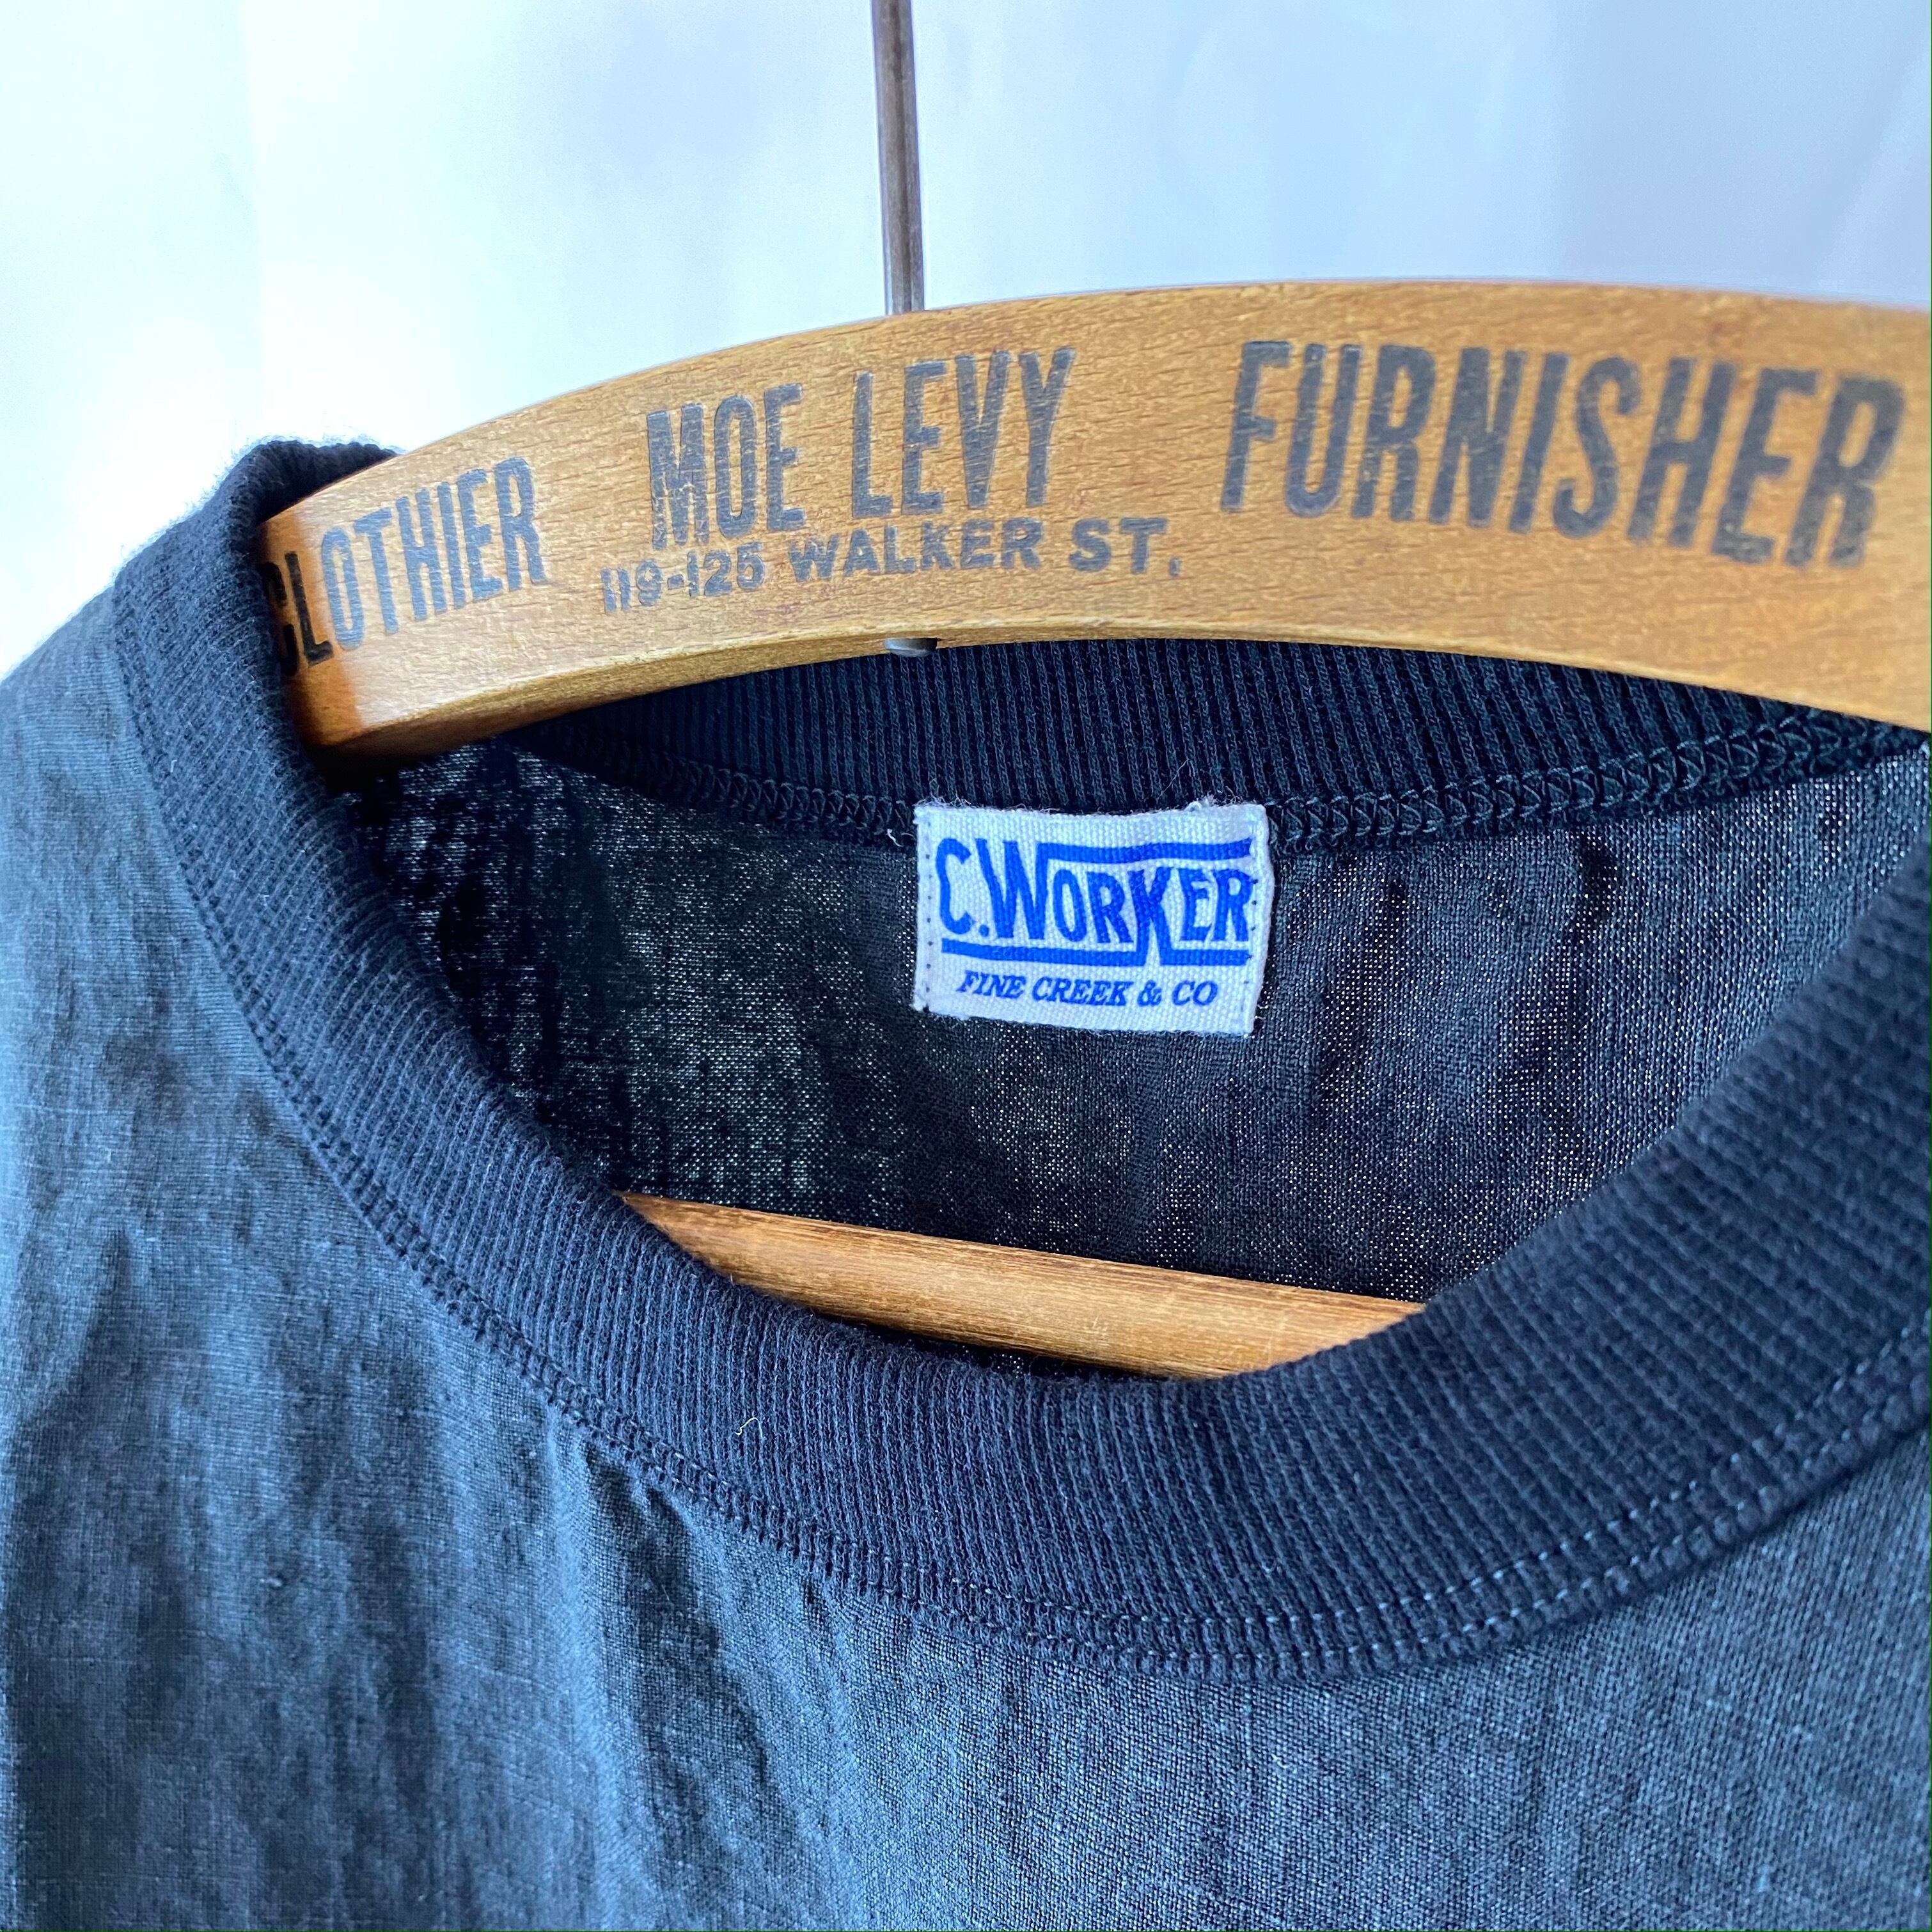 CLOTHIER MOE LEVY FURNISHER
119-125 WALKER ST.
C.WORKER
FINE CREEK & CO